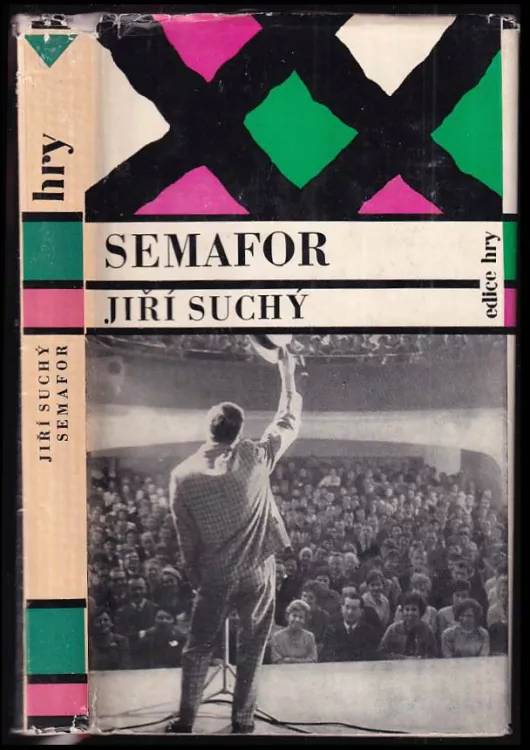 hry
JIŘÍ SUCHÝ
SEMAFOR
SEMAFOR
JIŘÍ SUCHÝ
edice hry